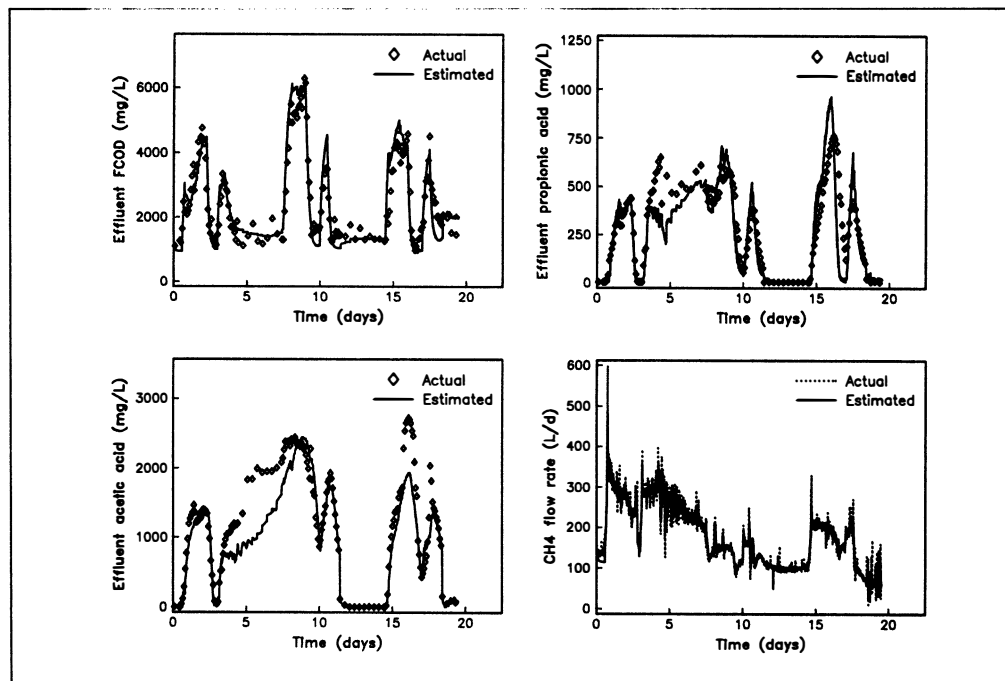 Effluent FCOD (mg/L)
6000
4000
2000
0
Actual
Estimated
0 5 10 15 20
Time (days)
Effluent propionic acid (mg/L)
1250
1000
750
500
250
0
Actual
Estimated
0 5 10 15 20
Time (days)
Effluent acetic acid (mg/L)
3000
2000
1000
0
Actual
Estimated
0 5 10 15 20
Time (days)
CH4 flow rate (L/d)
600
500
400
300
200
100
0
Actual
Estimated
0 5 10 15 20
Time (days)